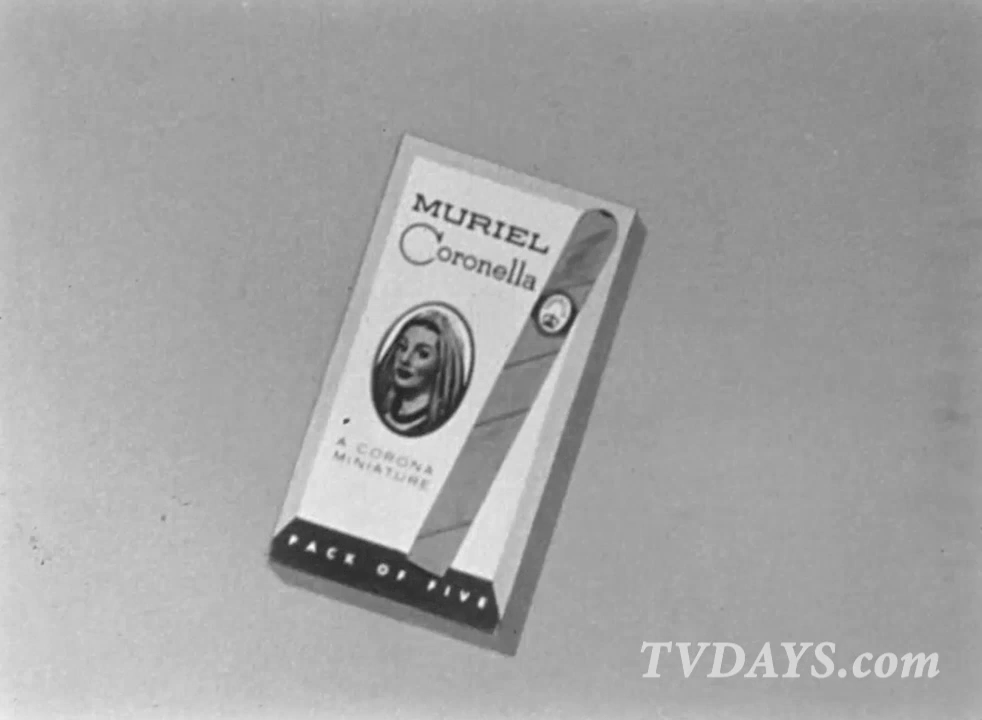 MURIEL
Coronella
A CORONA
MINIATURE
PACK OF FIVE
TVDAYS.com